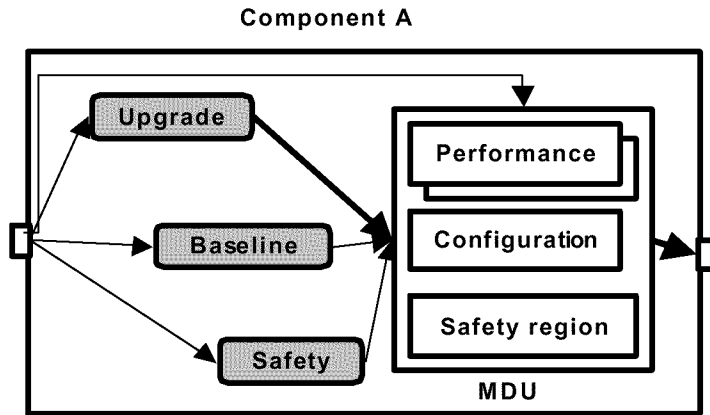 Component A
Upgrade
Performance
Baseline
Configuration
Safety
Safety region
MDU